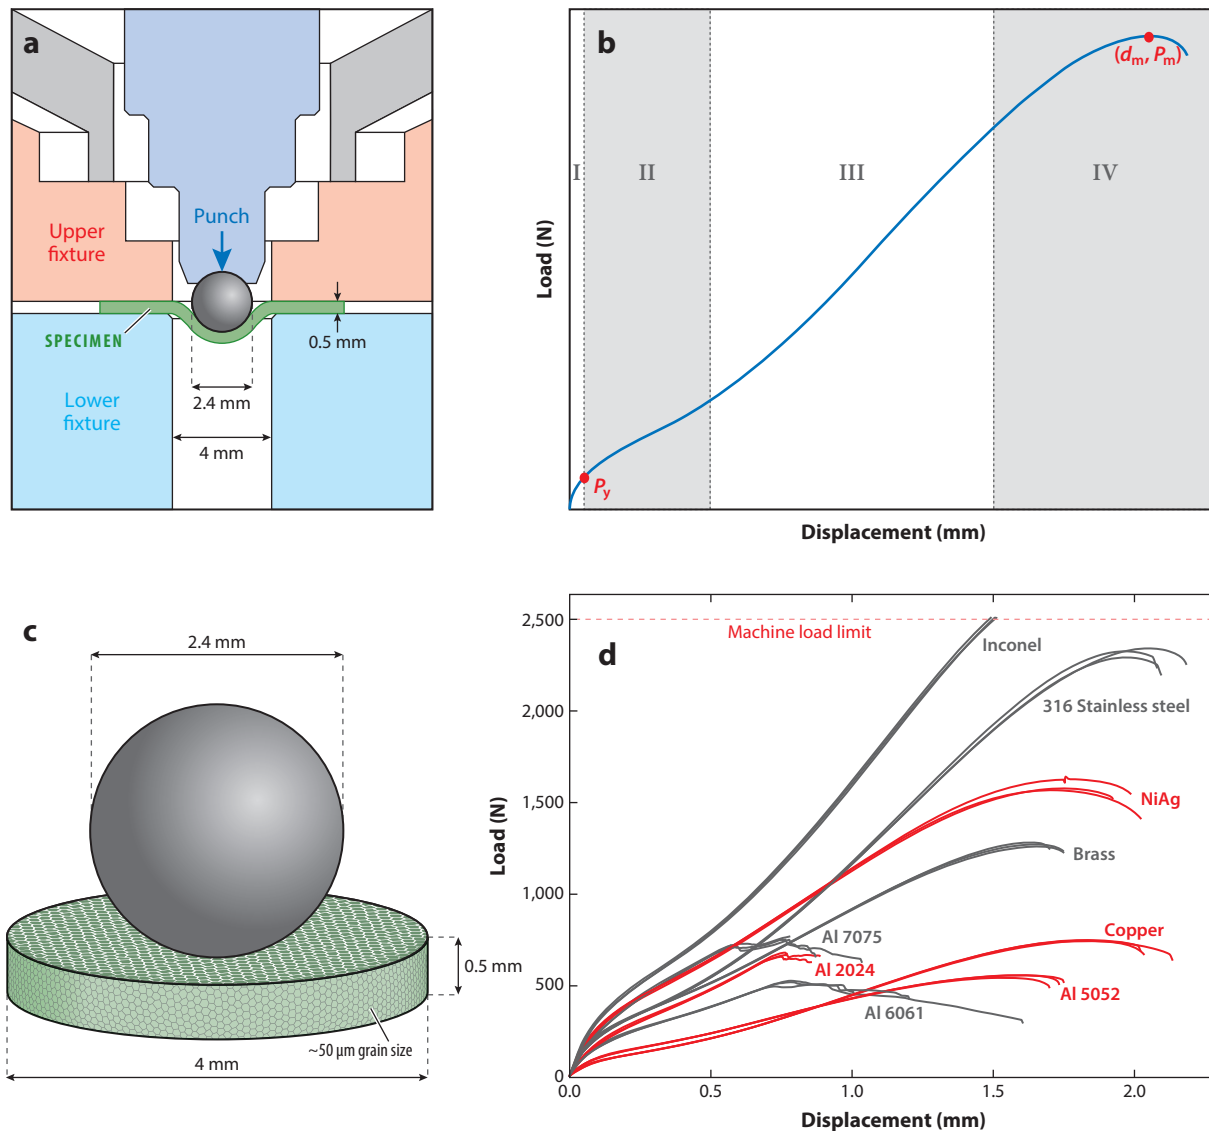 a
Punch
Upper
fixture
SPECIMEN
0.5 mm
2.4 mm
Lower
fixture
4 mm
b
(dm, Pm)
I
II
III
IV
Py
Load (N)
Displacement (mm)
c
2.4 mm
0.5 mm
~50 μm grain size
4 mm
d
2,500
Machine load limit
Inconel
2,000
316 Stainless steel
1,500
NiAg
Brass
1,000
Al 7075
Copper
Al 2024
500
Al 5052
Al 6061
0
0.0
0.5
1.0
1.5
2.0
Load (N)
Displacement (mm)